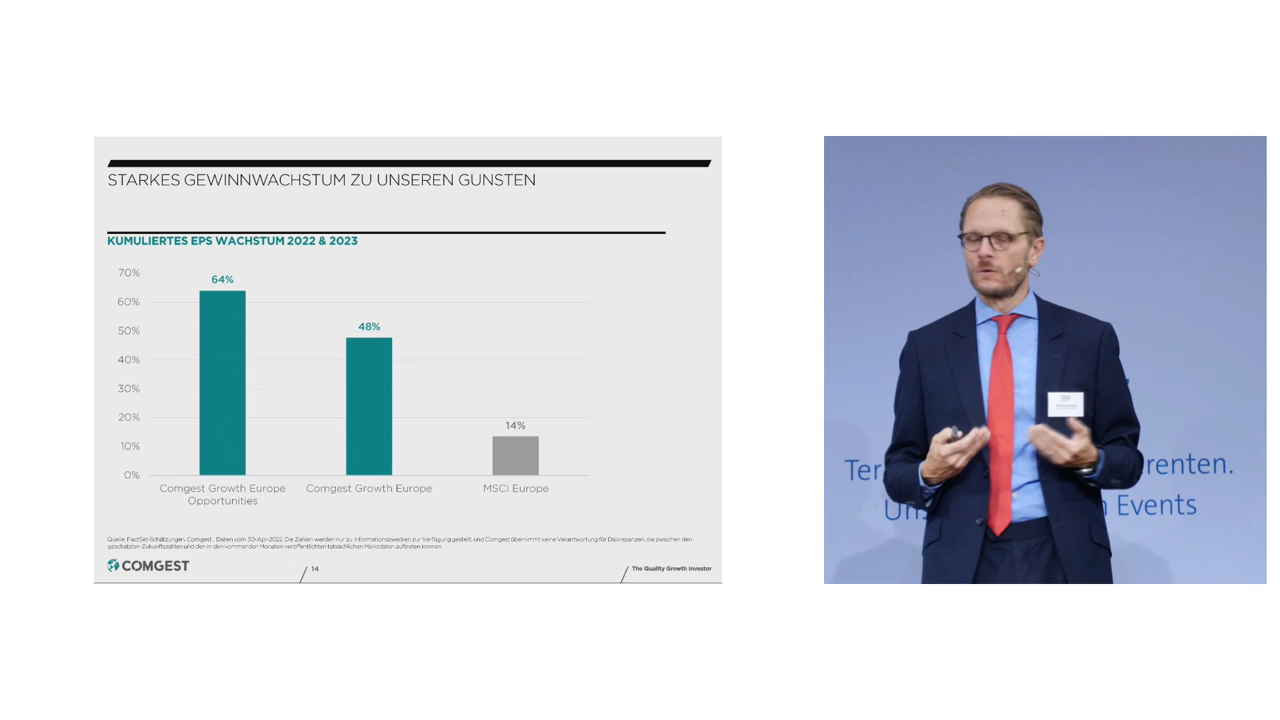 STARKES GEWINNWACHSTUM ZU UNSEREN GUNSTEN
KUMULIERTES EPS WACHSTUM 2022 & 2023
70%
60%
50%
40%
30%
20%
10%
0%
64%
48%
14%
Comgest Growth Europe
Opportunities
Comgest Growth Europe
MSCI Europe
Quelle: FactSet-Schätzungen, Comgest . Daten vom 30-Apr-2022. Die Zahlen werden nur zu Informationszwecken zur Verfügung gestellt, und Comgest übernimmt keine Verantwortung für Diskrepanzen, die zwischen den
geschätzten Zukunftszahlen und den in den kommenden Monaten veröffentlichten tatsächlichen Marktdaten auftreten können.
COMGEST
14
The Quality Growth Investor
Ter
renten.
Un
Events